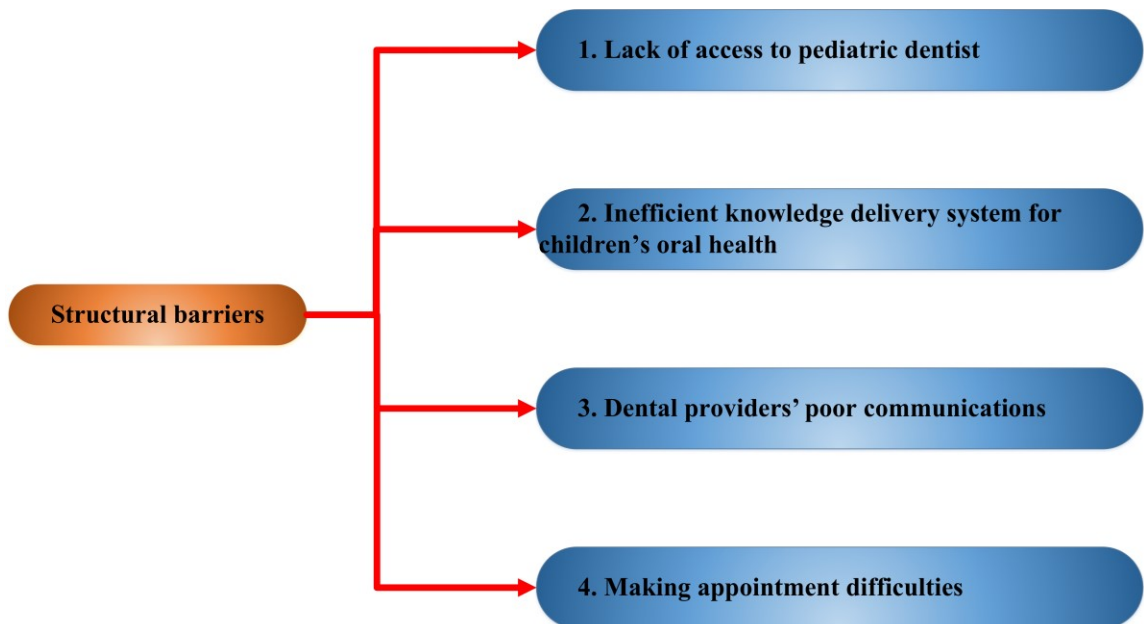 1. Lack of access to pediatric dentist
2. Inefficient knowledge delivery system for
children’s oral health
Structural barriers
3. Dental providers’ poor communications
4. Making appointment difficulties